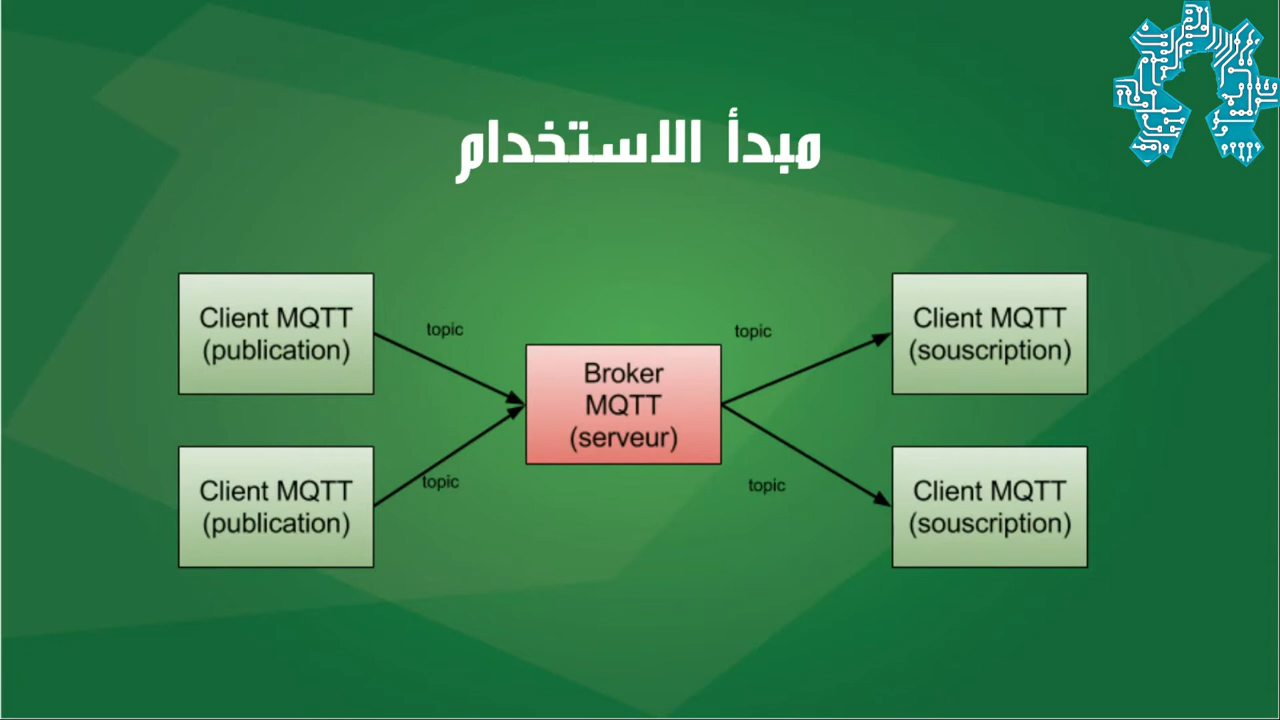 مبدأ الاستخدام
Client MQTT
(publication)
topic
Client MQTT
(publication)
topic
Broker
MQTT
(serveur)
topic
Client MQTT
(souscription)
topic
Client MQTT
(souscription)